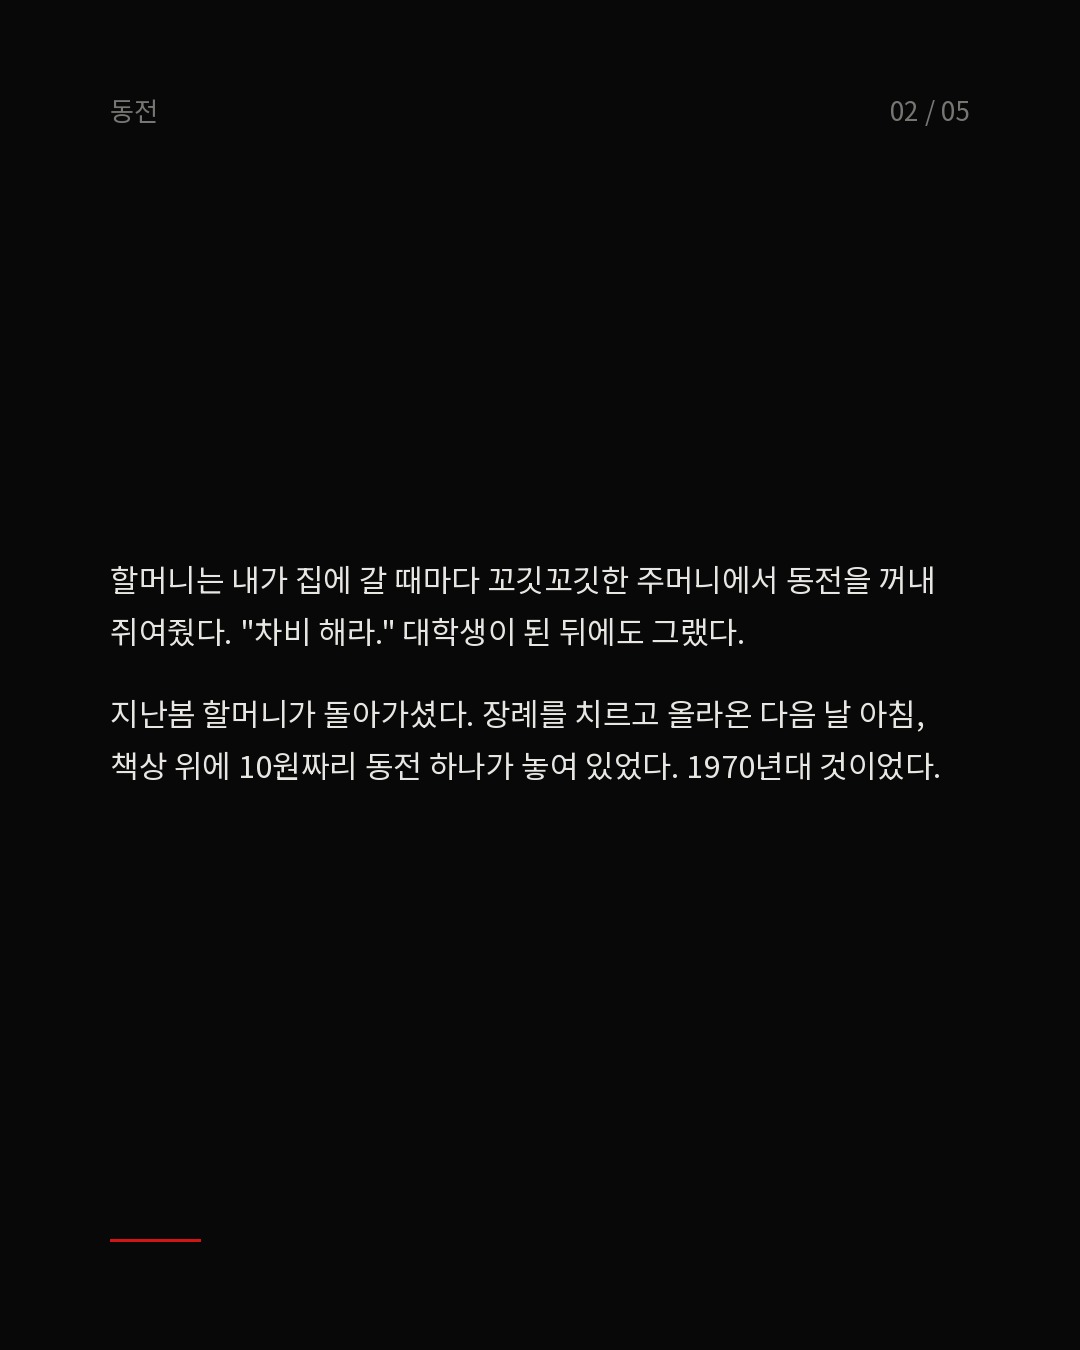 동전
02 / 05
할머니는 내가 집에 갈 때마다 꼬깃꼬깃한 주머니에서 동전을 꺼내
쥐여줬다. "차비 해라." 대학생이 된 뒤에도 그랬다.
지난봄 할머니가 돌아가셨다. 장례를 치르고 올라온 다음 날 아침,
책상 위에 10원짜리 동전 하나가 놓여 있었다. 1970년대 것이었다.